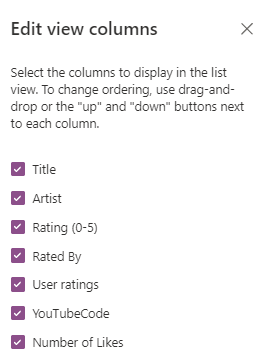 Edit view columns
Select the columns to display in the list
view. To change ordering, use drag-and-
drop or the "up" and "down" buttons next
to each column.
Title
Artist
Rating (0-5)
Rated By
User ratings
YouTubeCode
Number of Likes